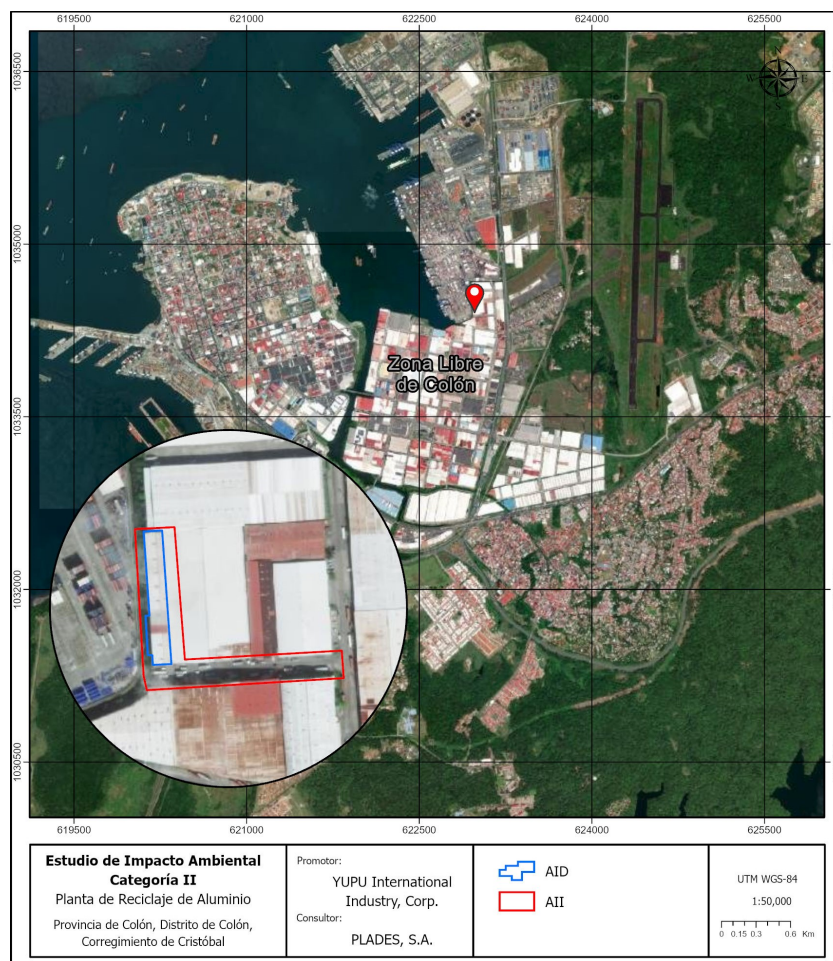 619500 621000 622500 624000 625500
1036500
N
W E
S
1035000
Zona Libre
de Colón
1033500
1032000
1030500
619500 621000 622500 624000 625500
Estudio de Impacto Ambiental
Categoría II
Planta de Reciclaje de Aluminio
Provincia de Colón, Distrito de Colón,
Corregimiento de Cristóbal
Promotor:
YUPU International
Industry, Corp.
Consultor:
PLADES, S.A.
AID
AII
UTM WGS-84
1:50,000
0 0.15 0.3 0.6 Km